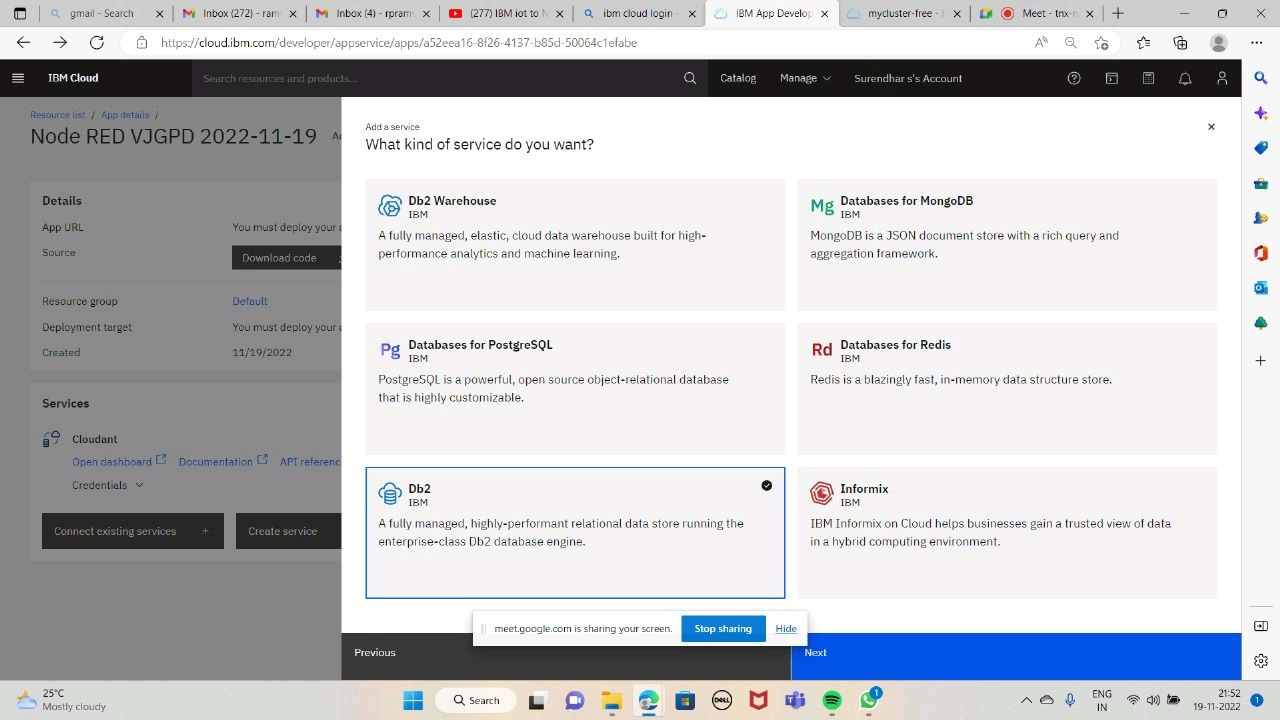 gmail - Search
Inbox (272) - ram
Inbox (4) - rpram
(277) IBM iot to N
ibm cloud login -
IBM App Develop
mycluster-free -
Meet - tnx-n
https://cloud.ibm.com/developer/appservice/apps/a52eea16-8f26-4137-b85d-50064c1efabe
IBM Cloud
Search resources and products...
Catalog
Manage
Surendhar s's Account
Resource list / App details /
Node RED VJGPD 2022-11-19
Add a service
What kind of service do you want?
Details
App URL
You must deploy your a
Source
Download code
Resource group
Default
Deployment target
You must deploy your a
Created
11/19/2022
Services
Cloudant
Open dashboard
Documentation
API reference
Credentials
Connect existing services +
Create service
Db2 Warehouse
IBM
A fully managed, elastic, cloud data warehouse built for high-
performance analytics and machine learning.
Mg
Databases for MongoDB
IBM
MongoDB is a JSON document store with a rich query and
aggregation framework.
Pg
Databases for PostgreSQL
IBM
PostgreSQL is a powerful, open source object-relational database
that is highly customizable.
Rd
Databases for Redis
IBM
Redis is a blazingly fast, in-memory data structure store.
Db2
IBM
A fully managed, highly-performant relational data store running the
enterprise-class Db2 database engine.
Informix
IBM
IBM Informix on Cloud helps businesses gain a trusted view of data
in a hybrid computing environment.
meet.google.com is sharing your screen.
Stop sharing
Hide
Previous
Next
25°C
Mostly cloudy
Search
DELL
1
ENG
IN
21:52
19-11-2022
1